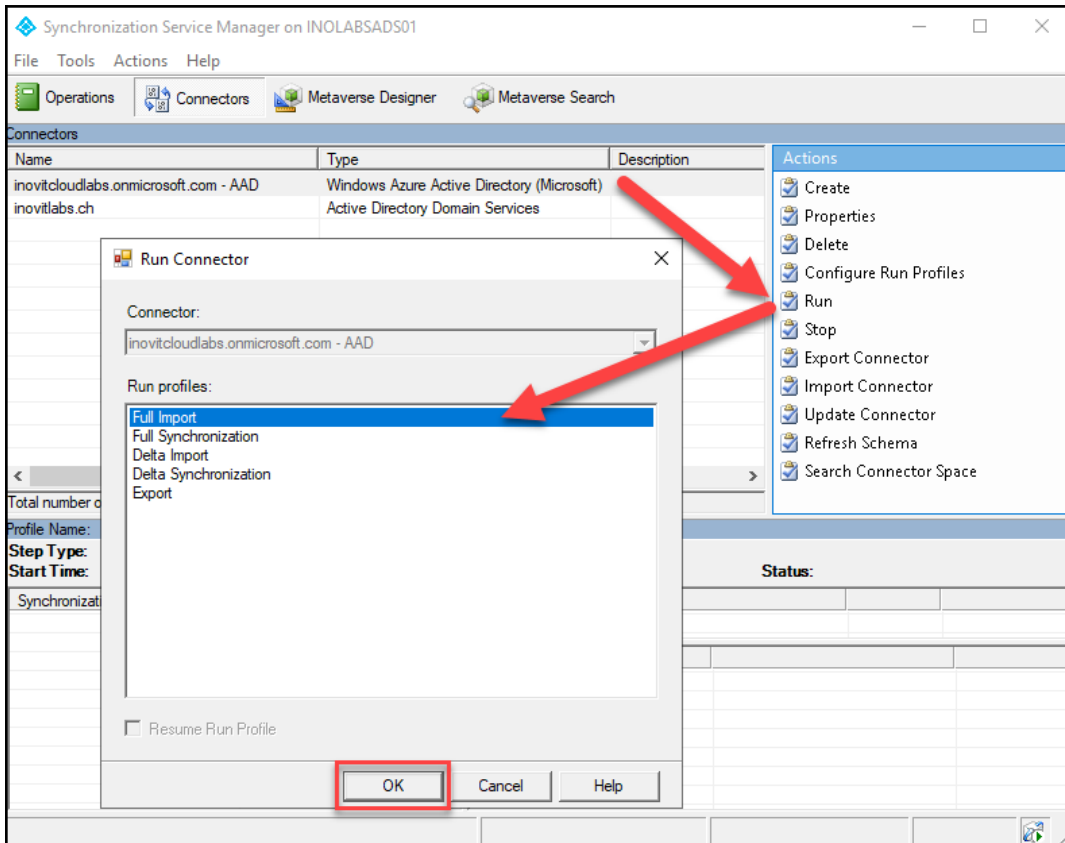 Synchronization Service Manager on INOLABSADS01
File Tools Actions Help
Operations Connectors Metaverse Designer Metaverse Search
Connectors
Name Type Description
inovitcloudlabs.onmicrosoft.com - AAD Windows Azure Active Directory (Microsoft)
inovitlabs.ch Active Directory Domain Services
Actions
Create
Properties
Delete
Configure Run Profiles
Run
Stop
Export Connector
Import Connector
Update Connector
Refresh Schema
Search Connector Space
Run Connector
Connector:
inovitcloudlabs.onmicrosoft.com - AAD
Run profiles:
Full Import
Full Synchronization
Delta Import
Delta Synchronization
Export
Resume Run Profile
OK Cancel Help
Total number
Profile Name:
Step Type:
Start Time:
Status: